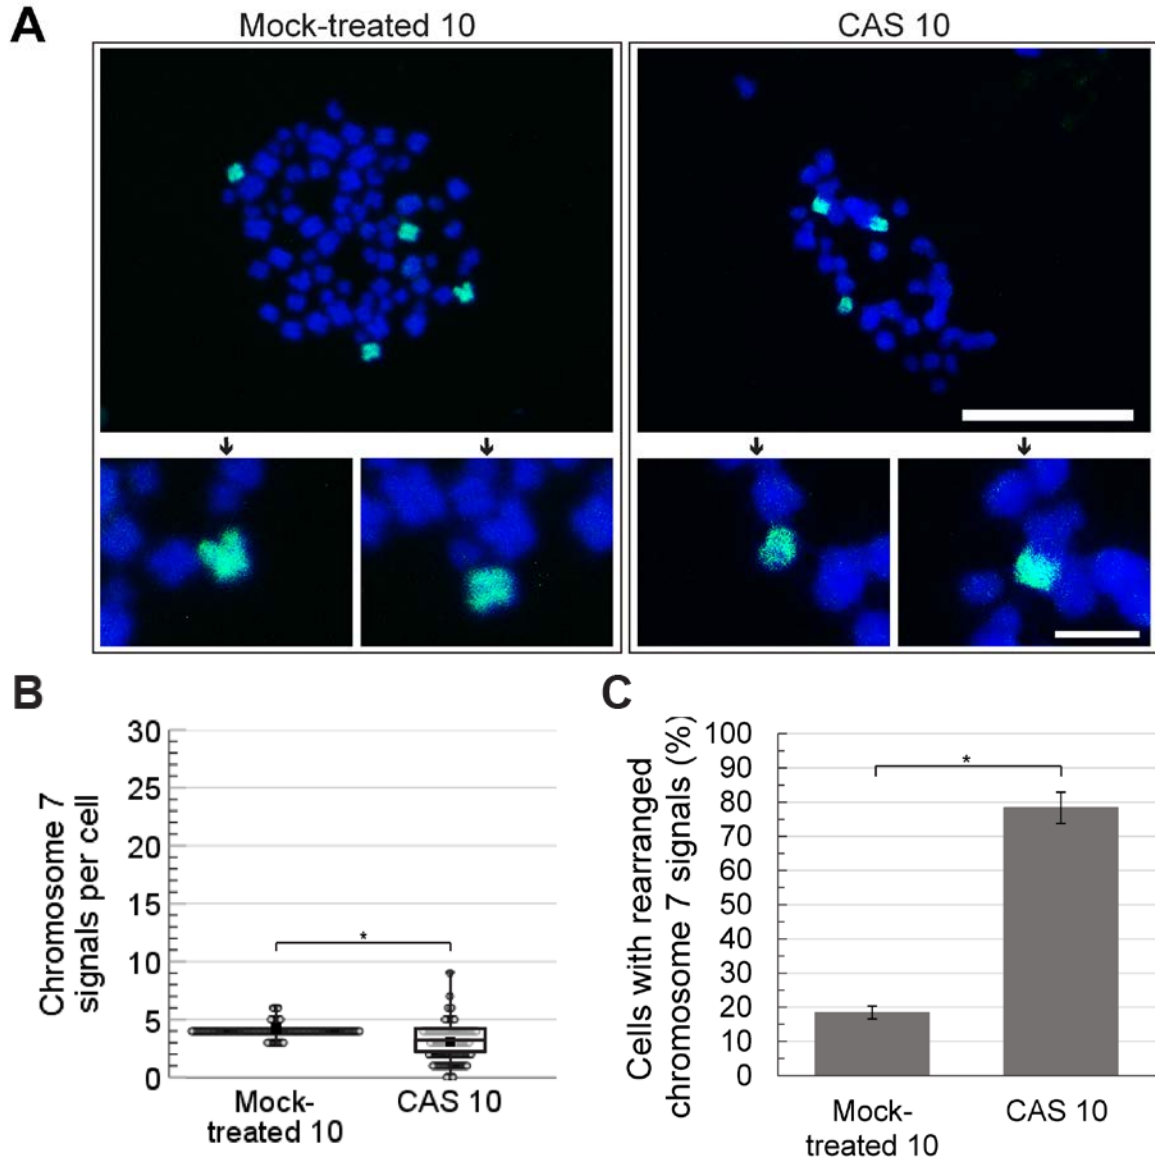 A
Mock-treated 10
CAS 10
B
Chromosome 7
signals per cell
30
25
20
15
10
5
0
*
Mock-
treated 10
CAS 10
C
Cells with rearranged
chromosome 7 signals (%)
100
90
80
70
60
50
40
30
20
10
0
*
Mock-
treated 10
CAS 10